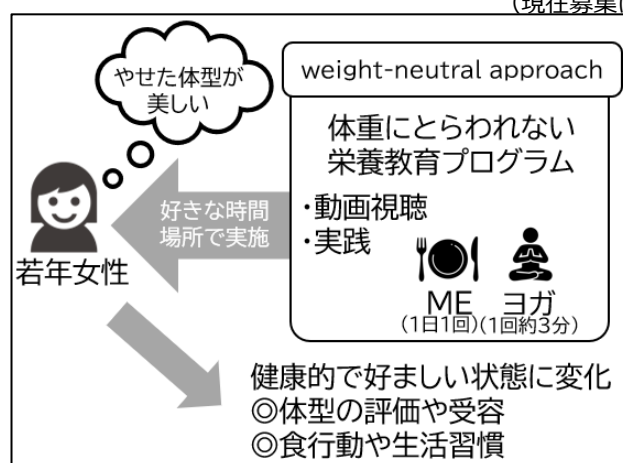 （現在募集
やせた体型が
美しい
若年女性
好きな時間
場所で実施
weight-neutral approach
体重にとらわれない
栄養教育プログラム
・動画視聴
・実践
ME ヨガ
（1日1回）（1回約3分）
健康的で好ましい状態に変化
◎体型の評価や受容
◎食行動や生活習慣